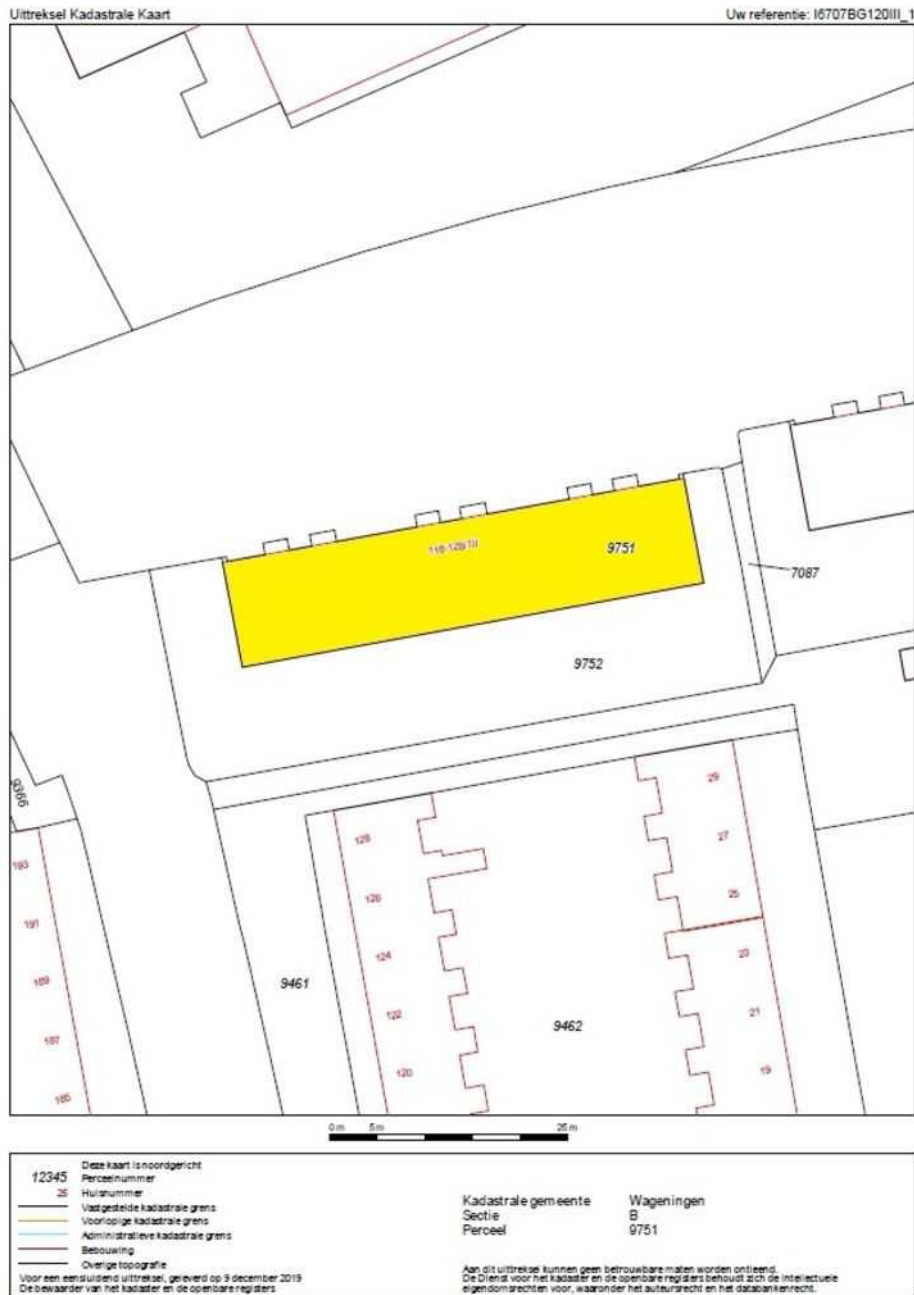 Uittreksel Kadastrale Kaart
Uw referentie: I6707BG120III_1
9751
7087
9752
9366
193
191
189
187
185
128
126
124
122
120
9461
9462
29
27
25
21
19
0 m 5 m 25 m
Deze kaart is noordgericht
12345 Perceelnummer
25 Huisnummer
Vastgestelde kadastrale grens
Voorlopige kadastrale grens
Administratieve kadastrale grens
Bebouwing
Overige topografie
Voor een eensluidend uittreksel, geleverd op 9 december 2019
De bewaarder van het kadaster en de openbare registers
Kadastrale gemeente Wageningen
Sectie B
Perceel 9751
Aan dit uittreksel kunnen geen betrouwbare maten worden ontleend.
De Dienst voor het kadaster en de openbare registers behoudt zich de intellectuele
eigendomsrechten voor, waaronder het auteursrecht en het databankenrecht.